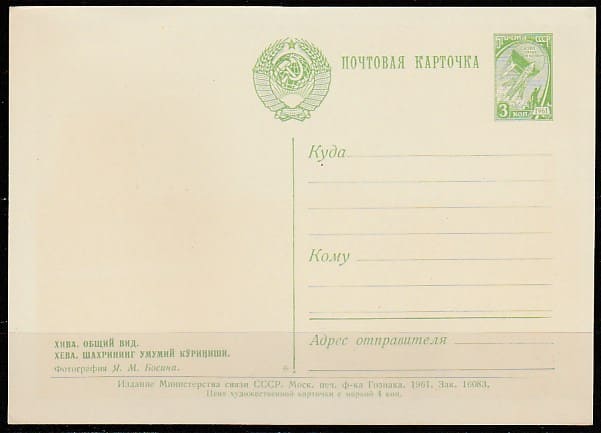 ПОЧТОВАЯ КАРТОЧКА
3 КОП
1961
Куда
Кому
Адрес отправителя
ХИВА. ОБЩИЙ ВИД.
ХЕВА. ШАХРИНИНГ УМУМИЙ КЎРИНИШИ.
Фотография Я. М. Босина.
Издание Министерства связи СССР. Моск. печ. ф-ка Гознака. 1961. Зак. 16083.
Цена художественной карточки с маркой 4 коп.